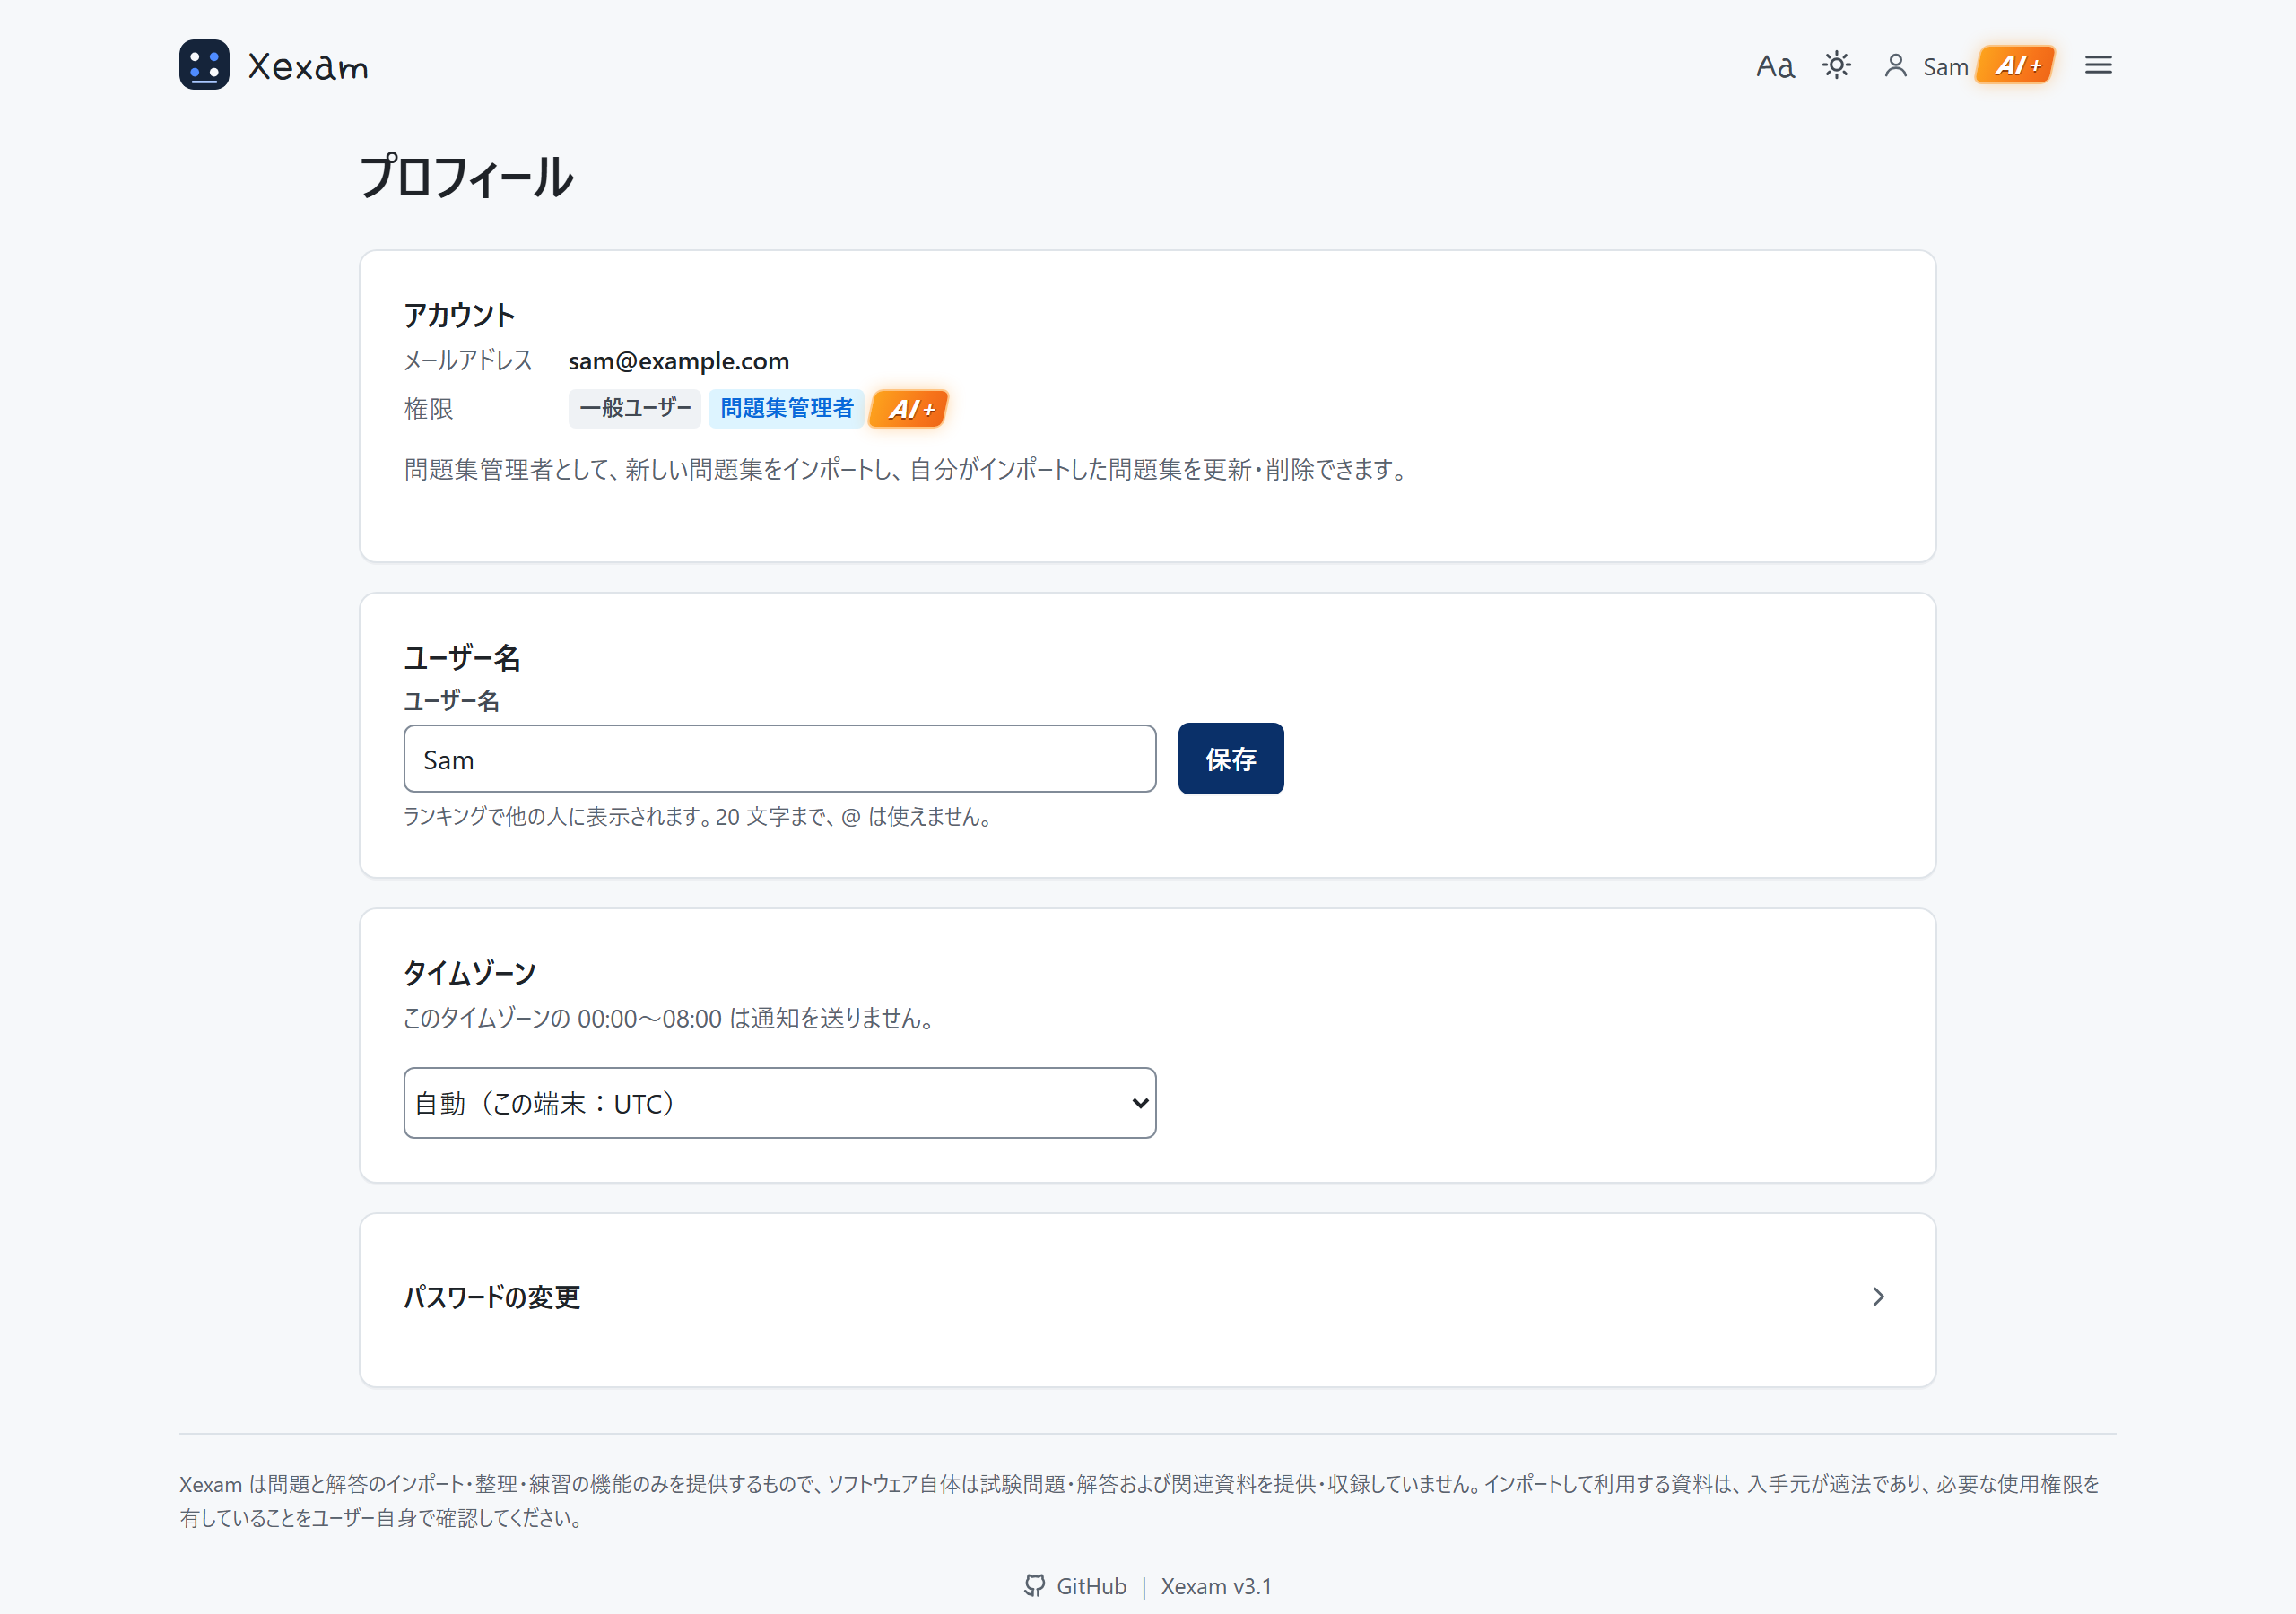 Xexam
Aa Sam AI+
プロフィール
アカウント
メールアドレス sam@example.com
権限 一般ユーザー 問題集管理者 AI+
問題集管理者として、新しい問題集をインポートし、自分がインポートした問題集を更新・削除できます。
ユーザー名
ユーザー名
Sam 保存
ランキングで他の人に表示されます。20 文字まで、@ は使えません。
タイムゾーン
このタイムゾーンの 00:00～08:00 は通知を送りません。
自動（この端末：UTC）
パスワードの変更
Xexam は問題と解答のインポート・整理・練習の機能のみを提供するもので、ソフトウェア自体は試験問題・解答および関連資料を提供・収録していません。インポートして利用する資料は、入手元が適法であり、必要な使用権限を
有していることをユーザー自身で確認してください。
GitHub | Xexam v3.1